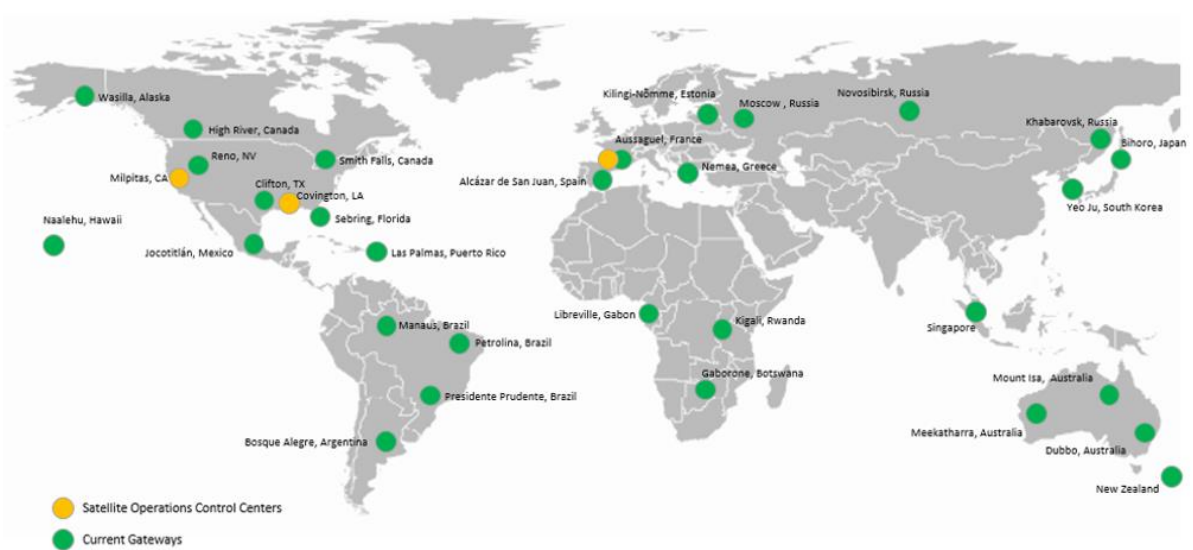 Wasilla, Alaska
High River, Canada
Reno, NV
Smith Falls, Canada
Milpitas, CA
Clifton, TX
Covington, LA
Naalehu, Hawaii
Sebring, Florida
Jocotitlán, Mexico
Las Palmas, Puerto Rico
Manaus, Brazil
Petrolina, Brazil
Presidente Prudente, Brazil
Bosque Alegre, Argentina
Kilingi-Nõmme, Estonia
Moscow , Russia
Novosibirsk, Russia
Khabarovsk, Russia
Bihoro, Japan
Aussaguel, France
Nemea, Greece
Alcázar de San Juan, Spain
Yeo Ju, South Korea
Libreville, Gabon
Kigali, Rwanda
Singapore
Gaborone, Botswana
Mount Isa, Australia
Meekatharra, Australia
Dubbo, Australia
New Zealand
Satellite Operations Control Centers
Current Gateways